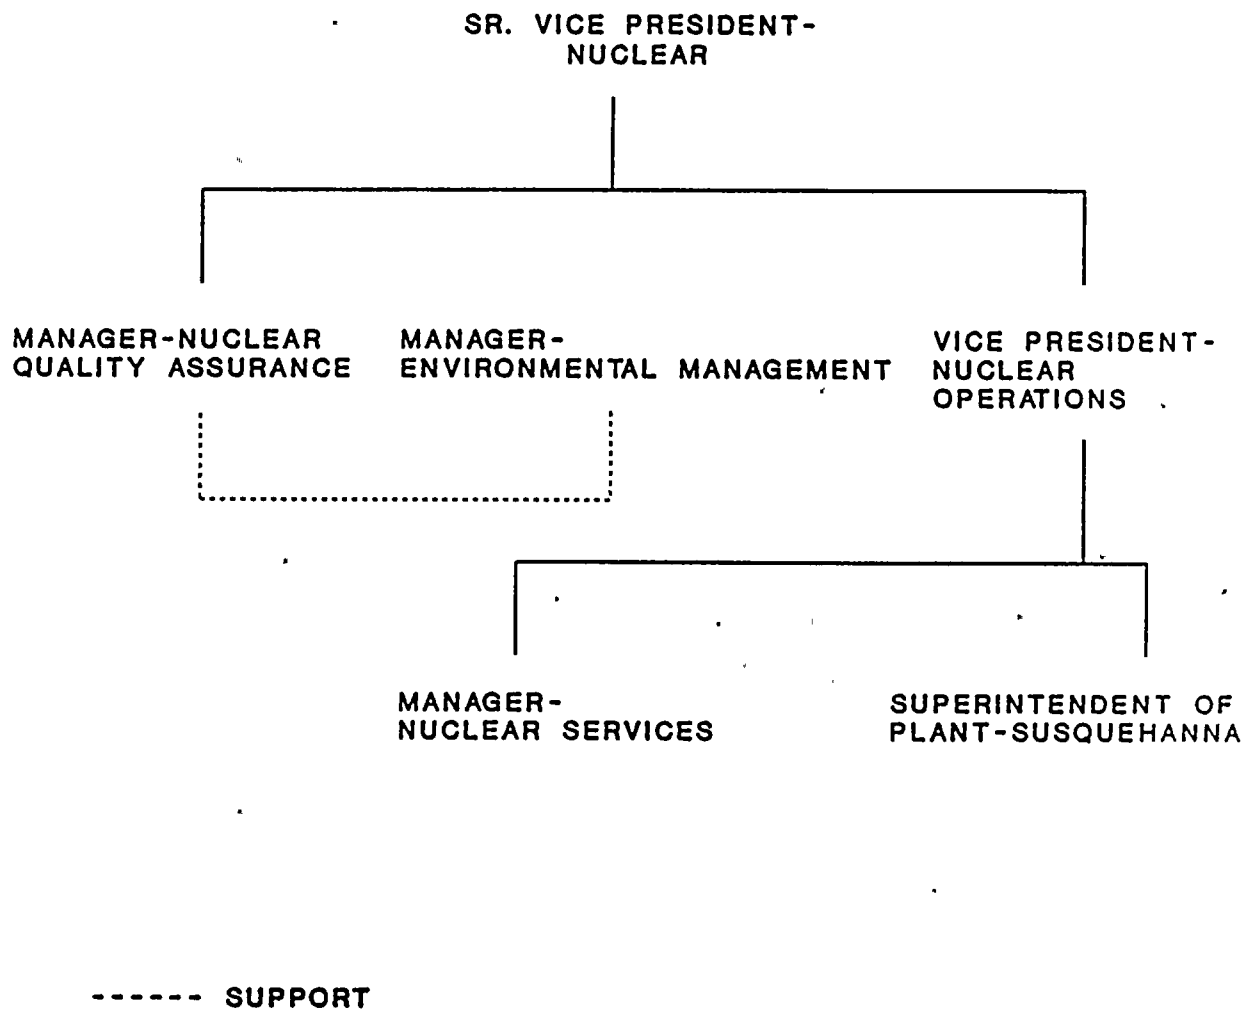 SR. VICE PRESIDENT-
NUCLEAR
MANAGER-NUCLEAR
QUALITY ASSURANCE
MANAGER-
ENVIRONMENTAL MANAGEMENT
VICE PRESIDENT-
NUCLEAR
OPERATIONS
MANAGER-
NUCLEAR SERVICES
SUPERINTENDENT OF
PLANT-SUSQUEHANNA
------ SUPPORT